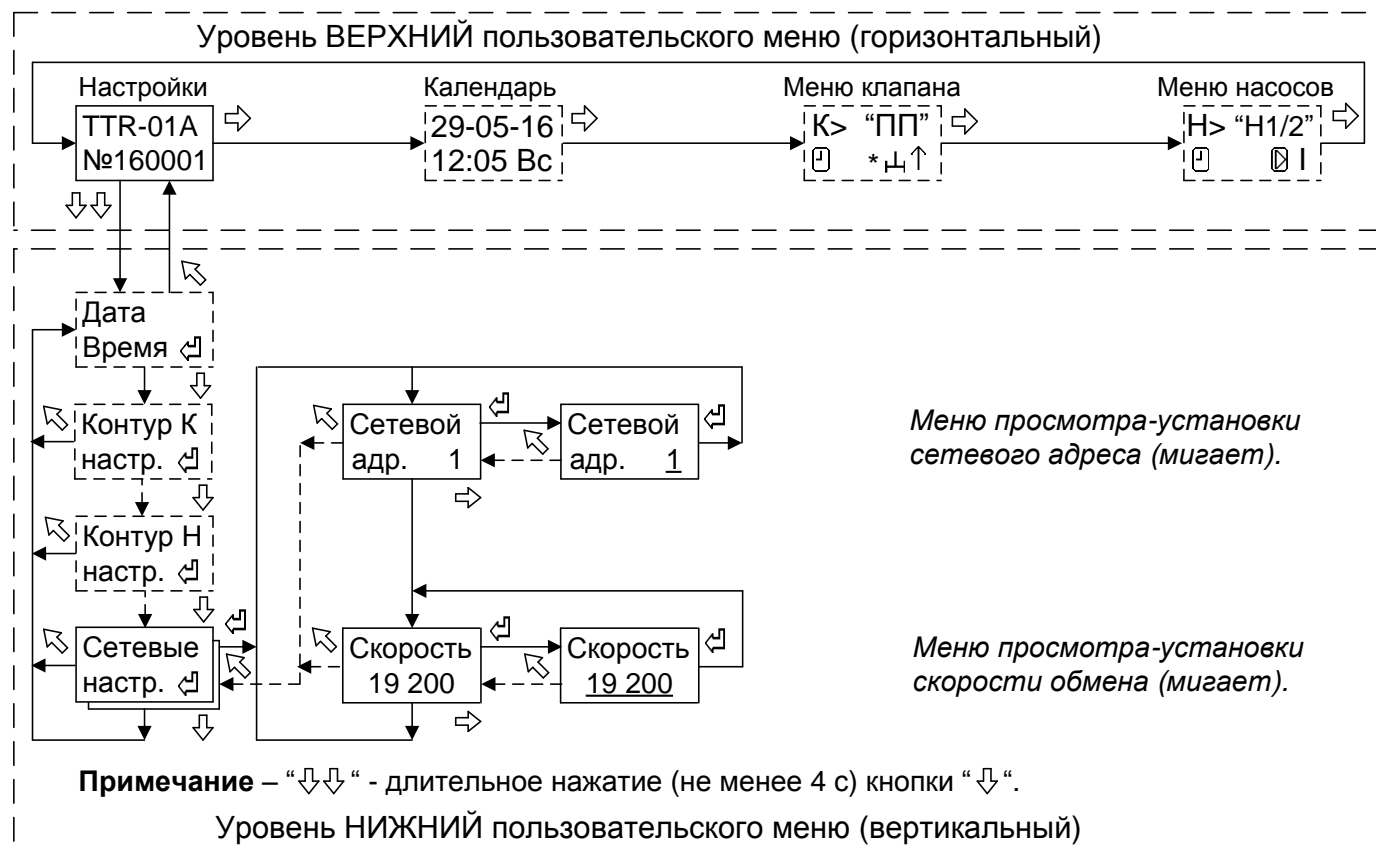 Уровень ВЕРХНИЙ пользовательского меню (горизонтальный)
Настройки
Календарь
Меню клапана
Меню насосов
TTR-01A
№160001
29-05-16
12:05 Вс
К> “ПП”
*
Н> “Н1/2”
I
Дата
Время
Контур К
настр.
Контур Н
настр.
Сетевые
настр.
Сетевой
адр. 1
Сетевой
адр. 1
Меню просмотра-установки
сетевого адреса (мигает).
Скорость
19 200
Скорость
19 200
Меню просмотра-установки
скорости обмена (мигает).
Примечание – “⇩⇩“ - длительное нажатие (не менее 4 с) кнопки “⇩“.
Уровень НИЖНИЙ пользовательского меню (вертикальный)